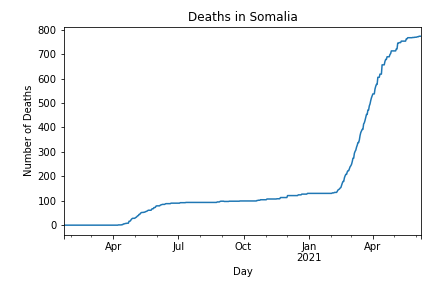 Deaths in Somalia
Number of Deaths
800
700
600
500
400
300
200
100
0
Apr
Jul
Oct
Jan
2021
Apr
Day